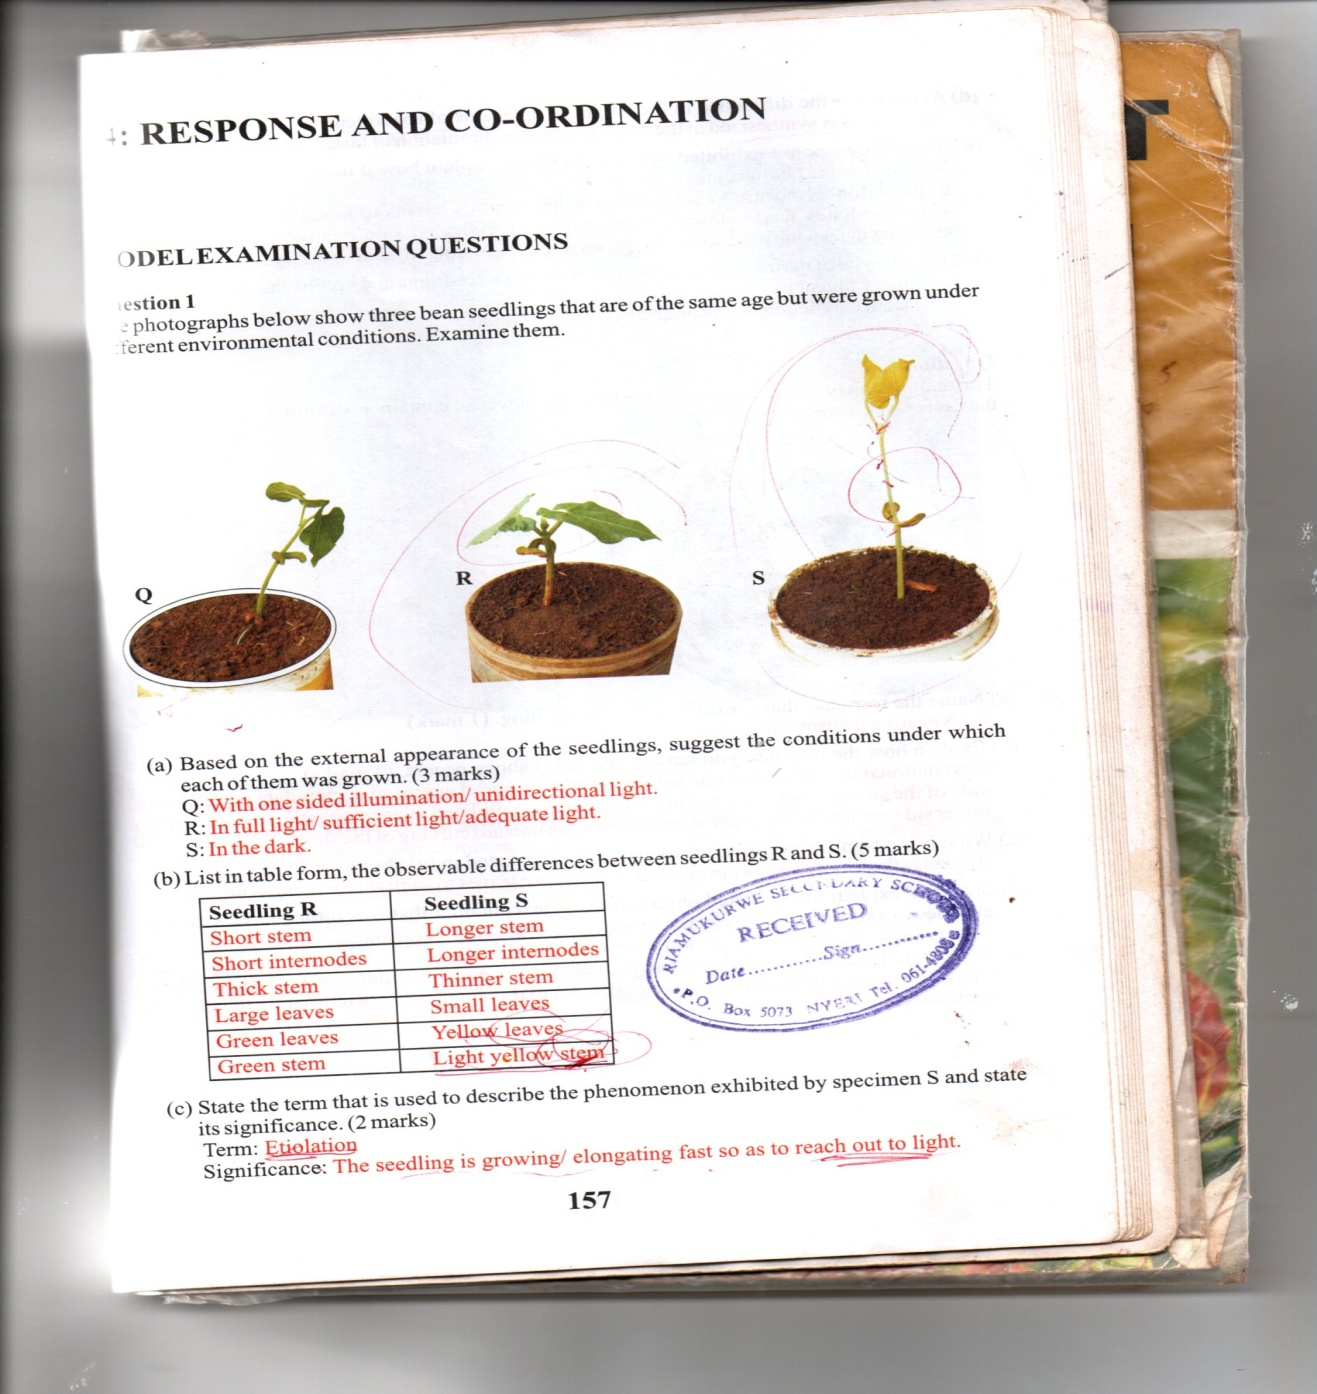 4: RESPONSE AND CO-ORDINATION
ODEL EXAMINATION QUESTIONS
estion 1
e photographs below show three bean seedlings that are of the same age but were grown under
ferent environmental conditions. Examine them.
Q
R
S
(a) Based on the external appearance of the seedlings, suggest the conditions under which
each of them was grown. (3 marks)
Q: With one sided illumination/ unidirectional light.
R: In full light/ sufficient light/adequate light.
S: In the dark.
(b) List in table form, the observable differences between seedlings R and S. (5 marks)
Seedling R Seedling S
Short stem Longer stem
Short internodes Longer internodes
Thick stem Thinner stem
Large leaves Small leaves
Green leaves Yellow leaves
Green stem Light yellow stem
RIAMUKURWE SECONDARY SCHOOL
RECEIVED
Date............Sign............
P.O. Box 5073 NYERI Tel. 061-4805
(c) State the term that is used to describe the phenomenon exhibited by specimen S and state
its significance. (2 marks)
Term: Etiolation
Significance: The seedling is growing/ elongating fast so as to reach out to light.
157